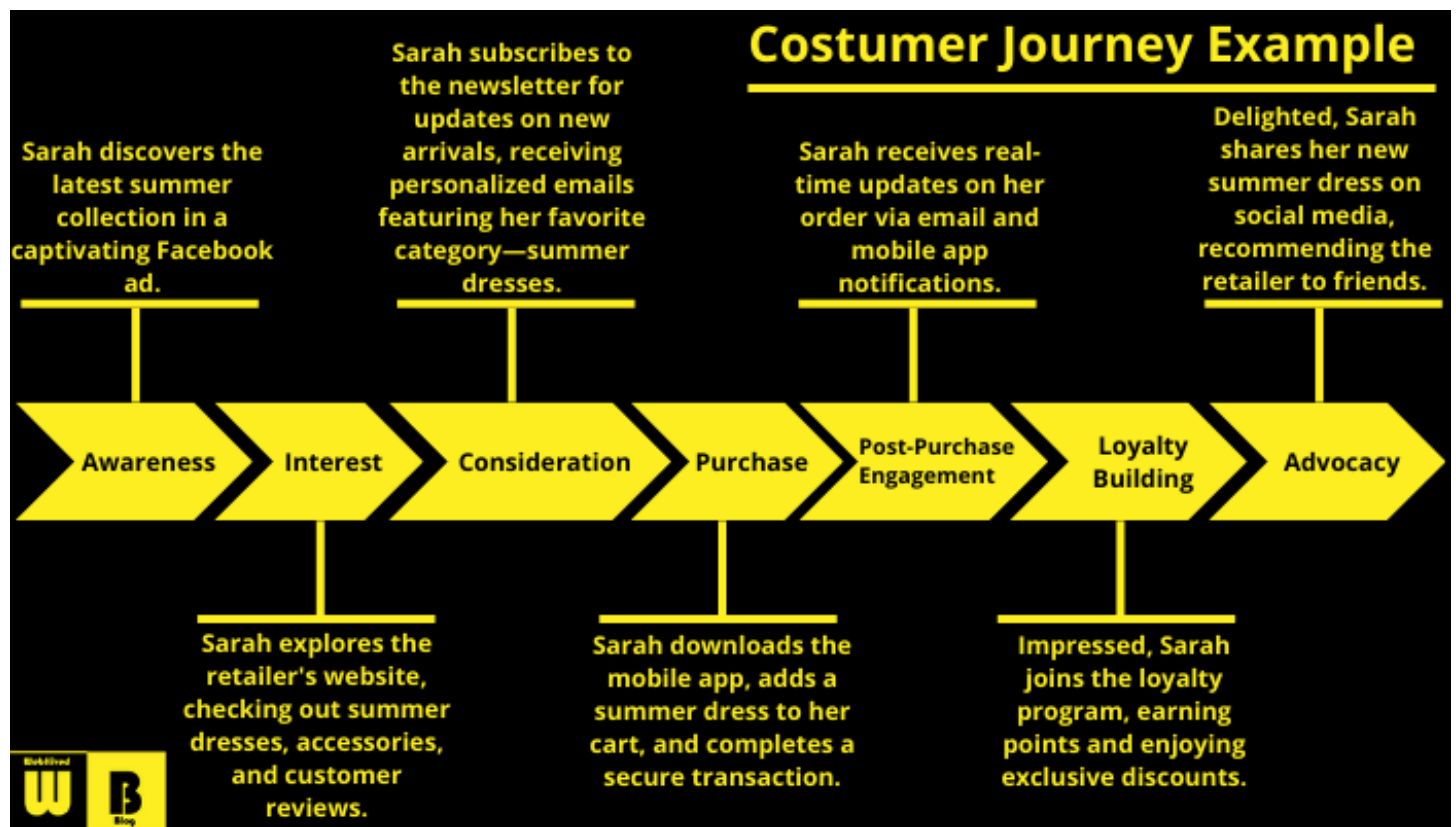 Costumer Journey Example
Sarah discovers the
latest summer
collection in a
captivating Facebook
ad.
Sarah subscribes to
the newsletter for
updates on new
arrivals, receiving
personalized emails
featuring her favorite
category—summer
dresses.
Sarah receives real-
time updates on her
order via email and
mobile app
notifications.
Delighted, Sarah
shares her new
summer dress on
social media,
recommending the
retailer to friends.
Awareness
Interest
Consideration
Purchase
Post-Purchase
Engagement
Loyalty
Building
Advocacy
Sarah explores the
retailer's website,
checking out summer
dresses, accessories,
and customer
reviews.
Sarah downloads the
mobile app, adds a
summer dress to her
cart, and completes a
secure transaction.
Impressed, Sarah
joins the loyalty
program, earning
points and enjoying
exclusive discounts.
W
B
Blog